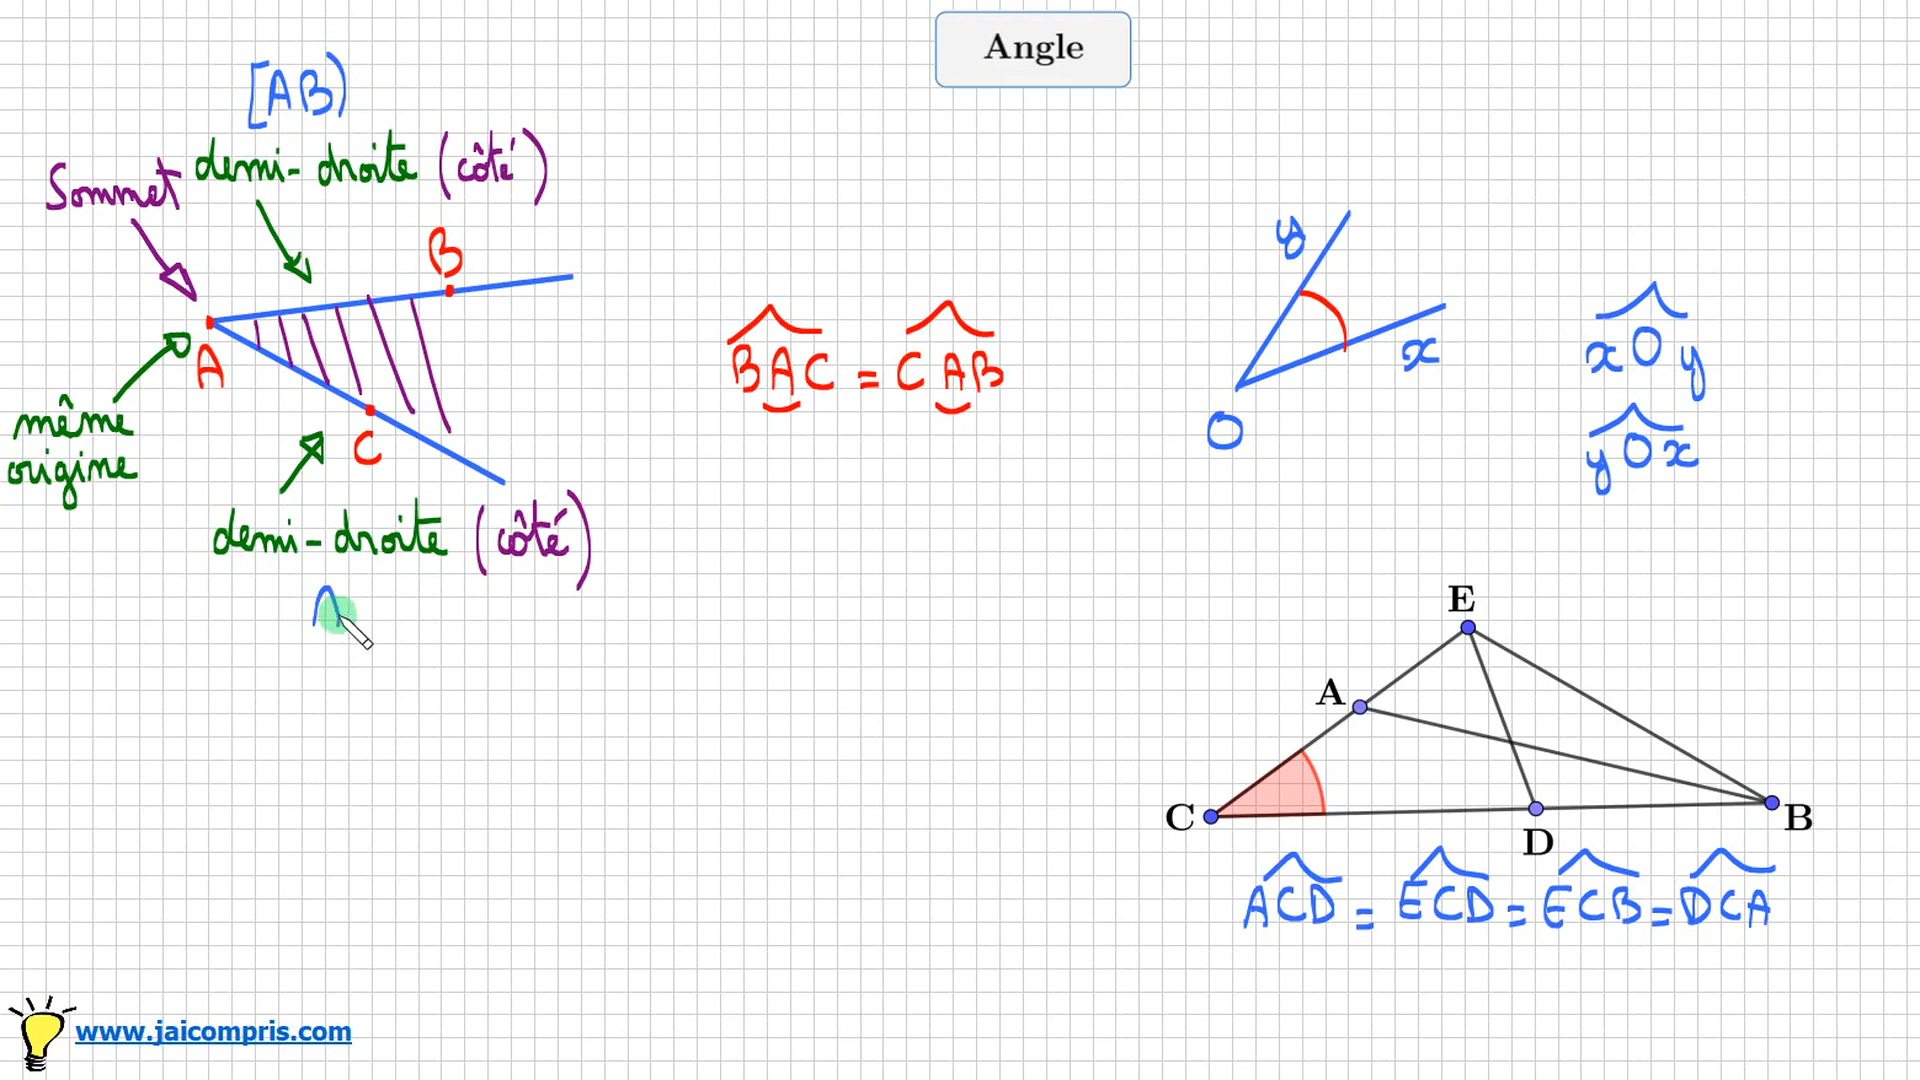 Angle
[AB)
Sommet
demi-droite (côté)
B
A
même
origine
C
demi-droite (côté)
BAC = CAB
y
x
O
xOy
yOx
E
A
C
D
B
ACD = ECD = ECB = DCA
www.jaicompris.com